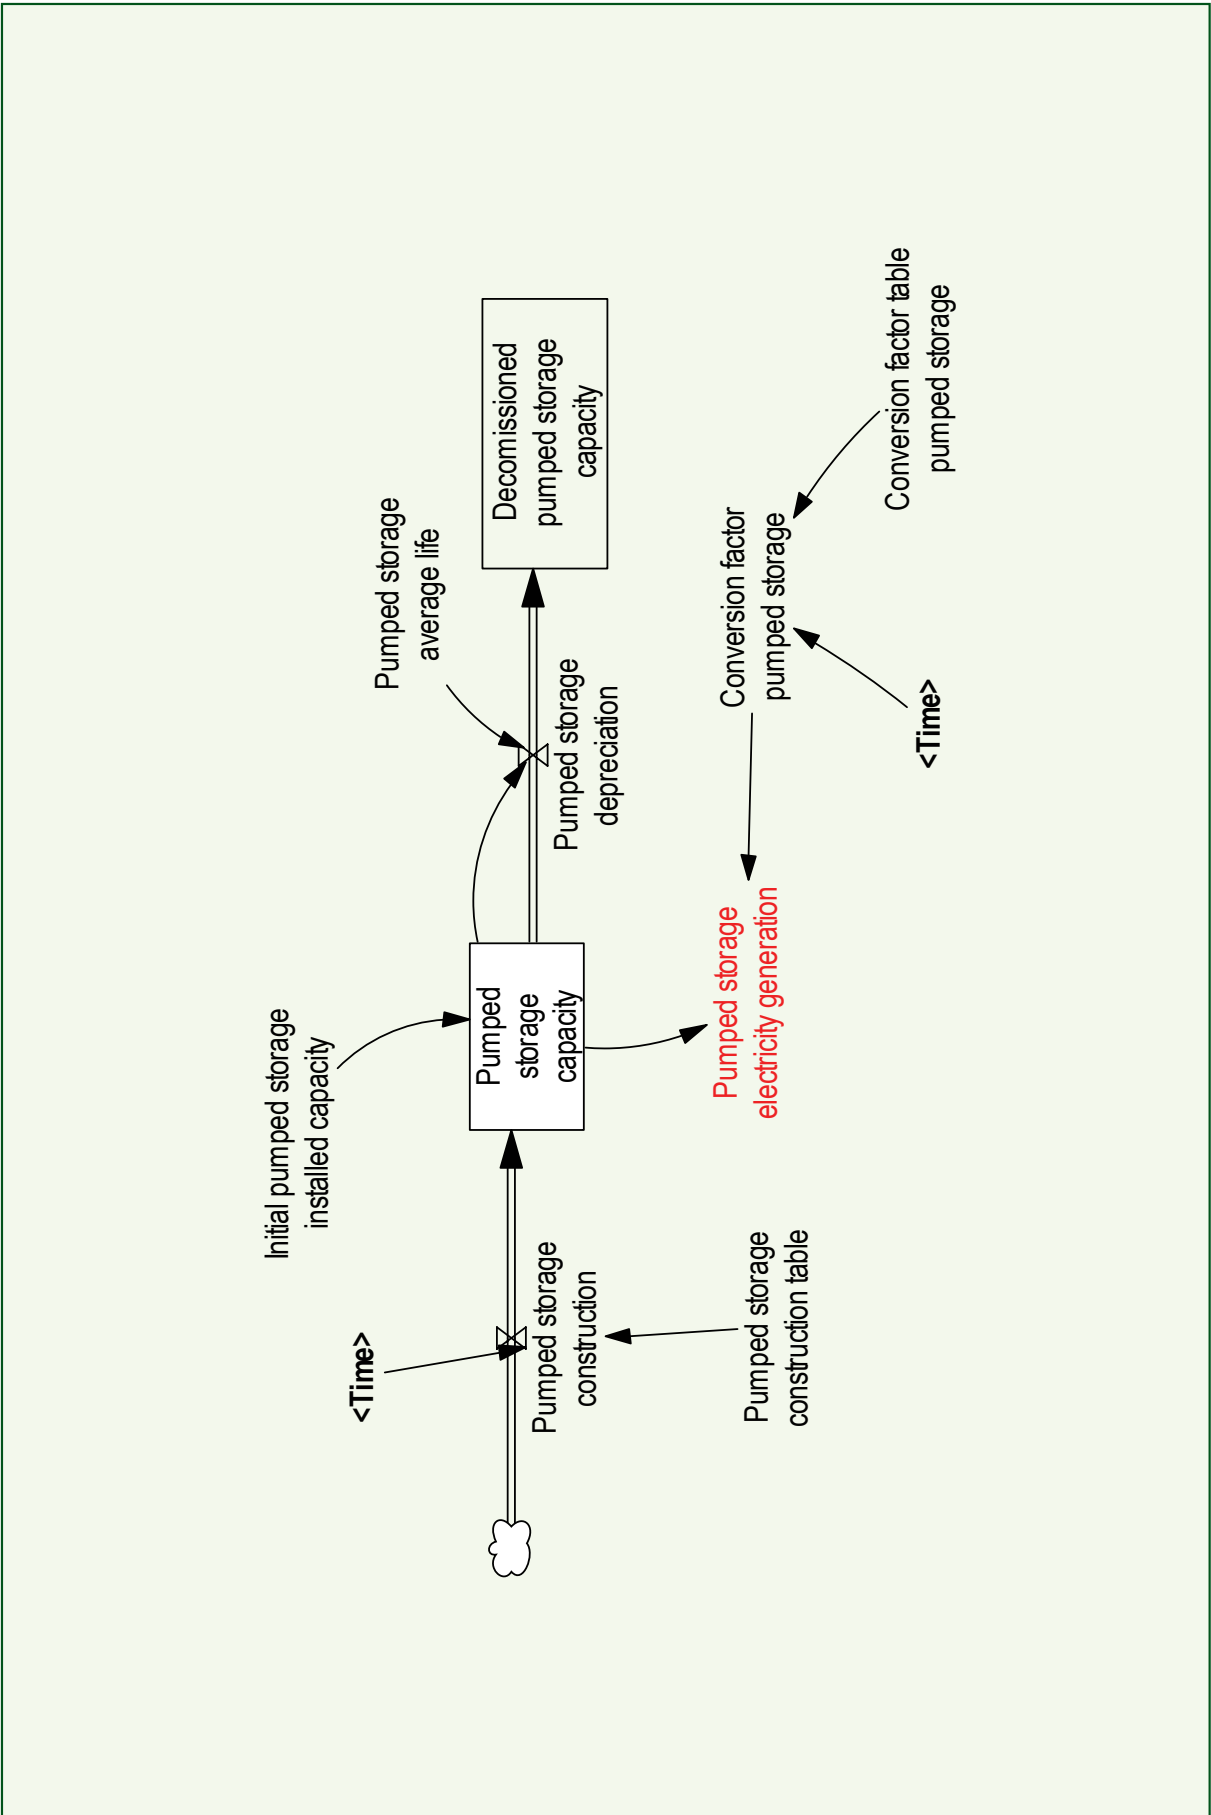 Initial pumped storage
installed capacity
<Time>
Pumped storage
average life
Pumped
storage
capacity
Decomissioned
pumped storage
capacity
Pumped storage
construction
Pumped storage
depreciation
Pumped storage
electricity generation
Conversion factor
pumped storage
Pumped storage
construction table
Conversion factor table
pumped storage
<Time>